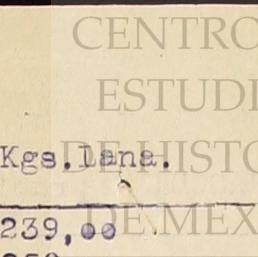 CENTRO
ESTUDI
DE HISTO
Kgs.lana.
DE MEX
239,00